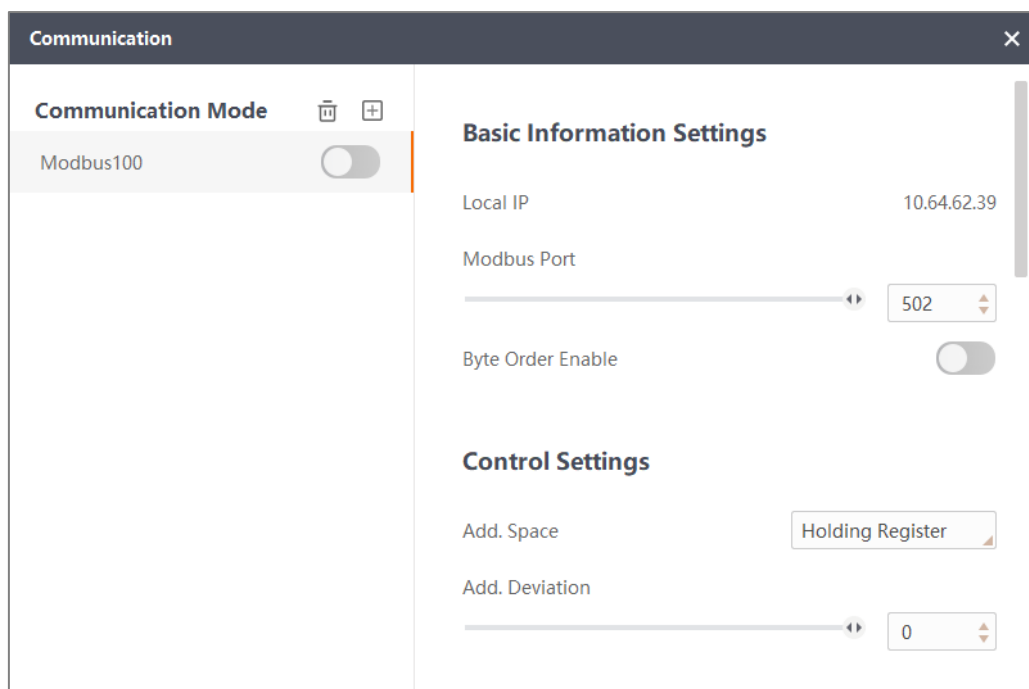 Communication
Communication Mode
Modbus100
Basic Information Settings
Local IP 10.64.62.39
Modbus Port
502
Byte Order Enable
Control Settings
Add. Space Holding Register
Add. Deviation
0